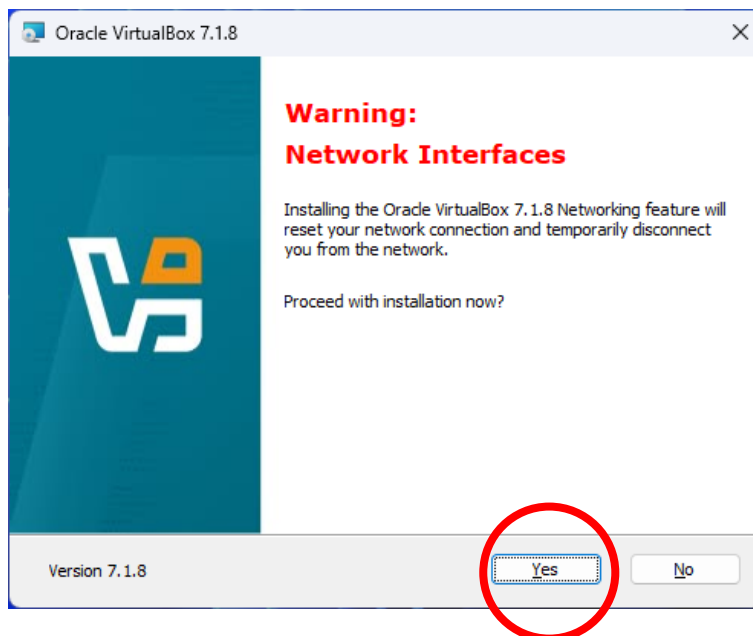 Oracle VirtualBox 7.1.8
Warning:
Network Interfaces
Installing the Oracle VirtualBox 7.1.8 Networking feature will
reset your network connection and temporarily disconnect
you from the network.
Proceed with installation now?
Version 7.1.8
Yes
No